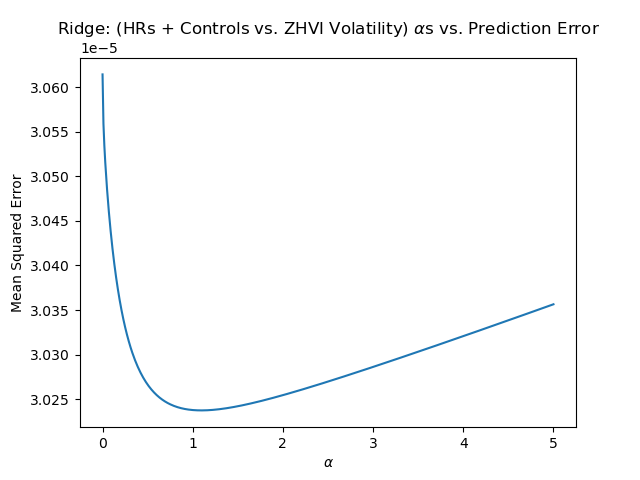 Ridge: (HRs + Controls vs. ZHVI Volatility) αs vs. Prediction Error
1e−5
3.060
3.055
3.050
3.045
3.040
3.035
3.030
3.025
Mean Squared Error
0 1 2 3 4 5
α